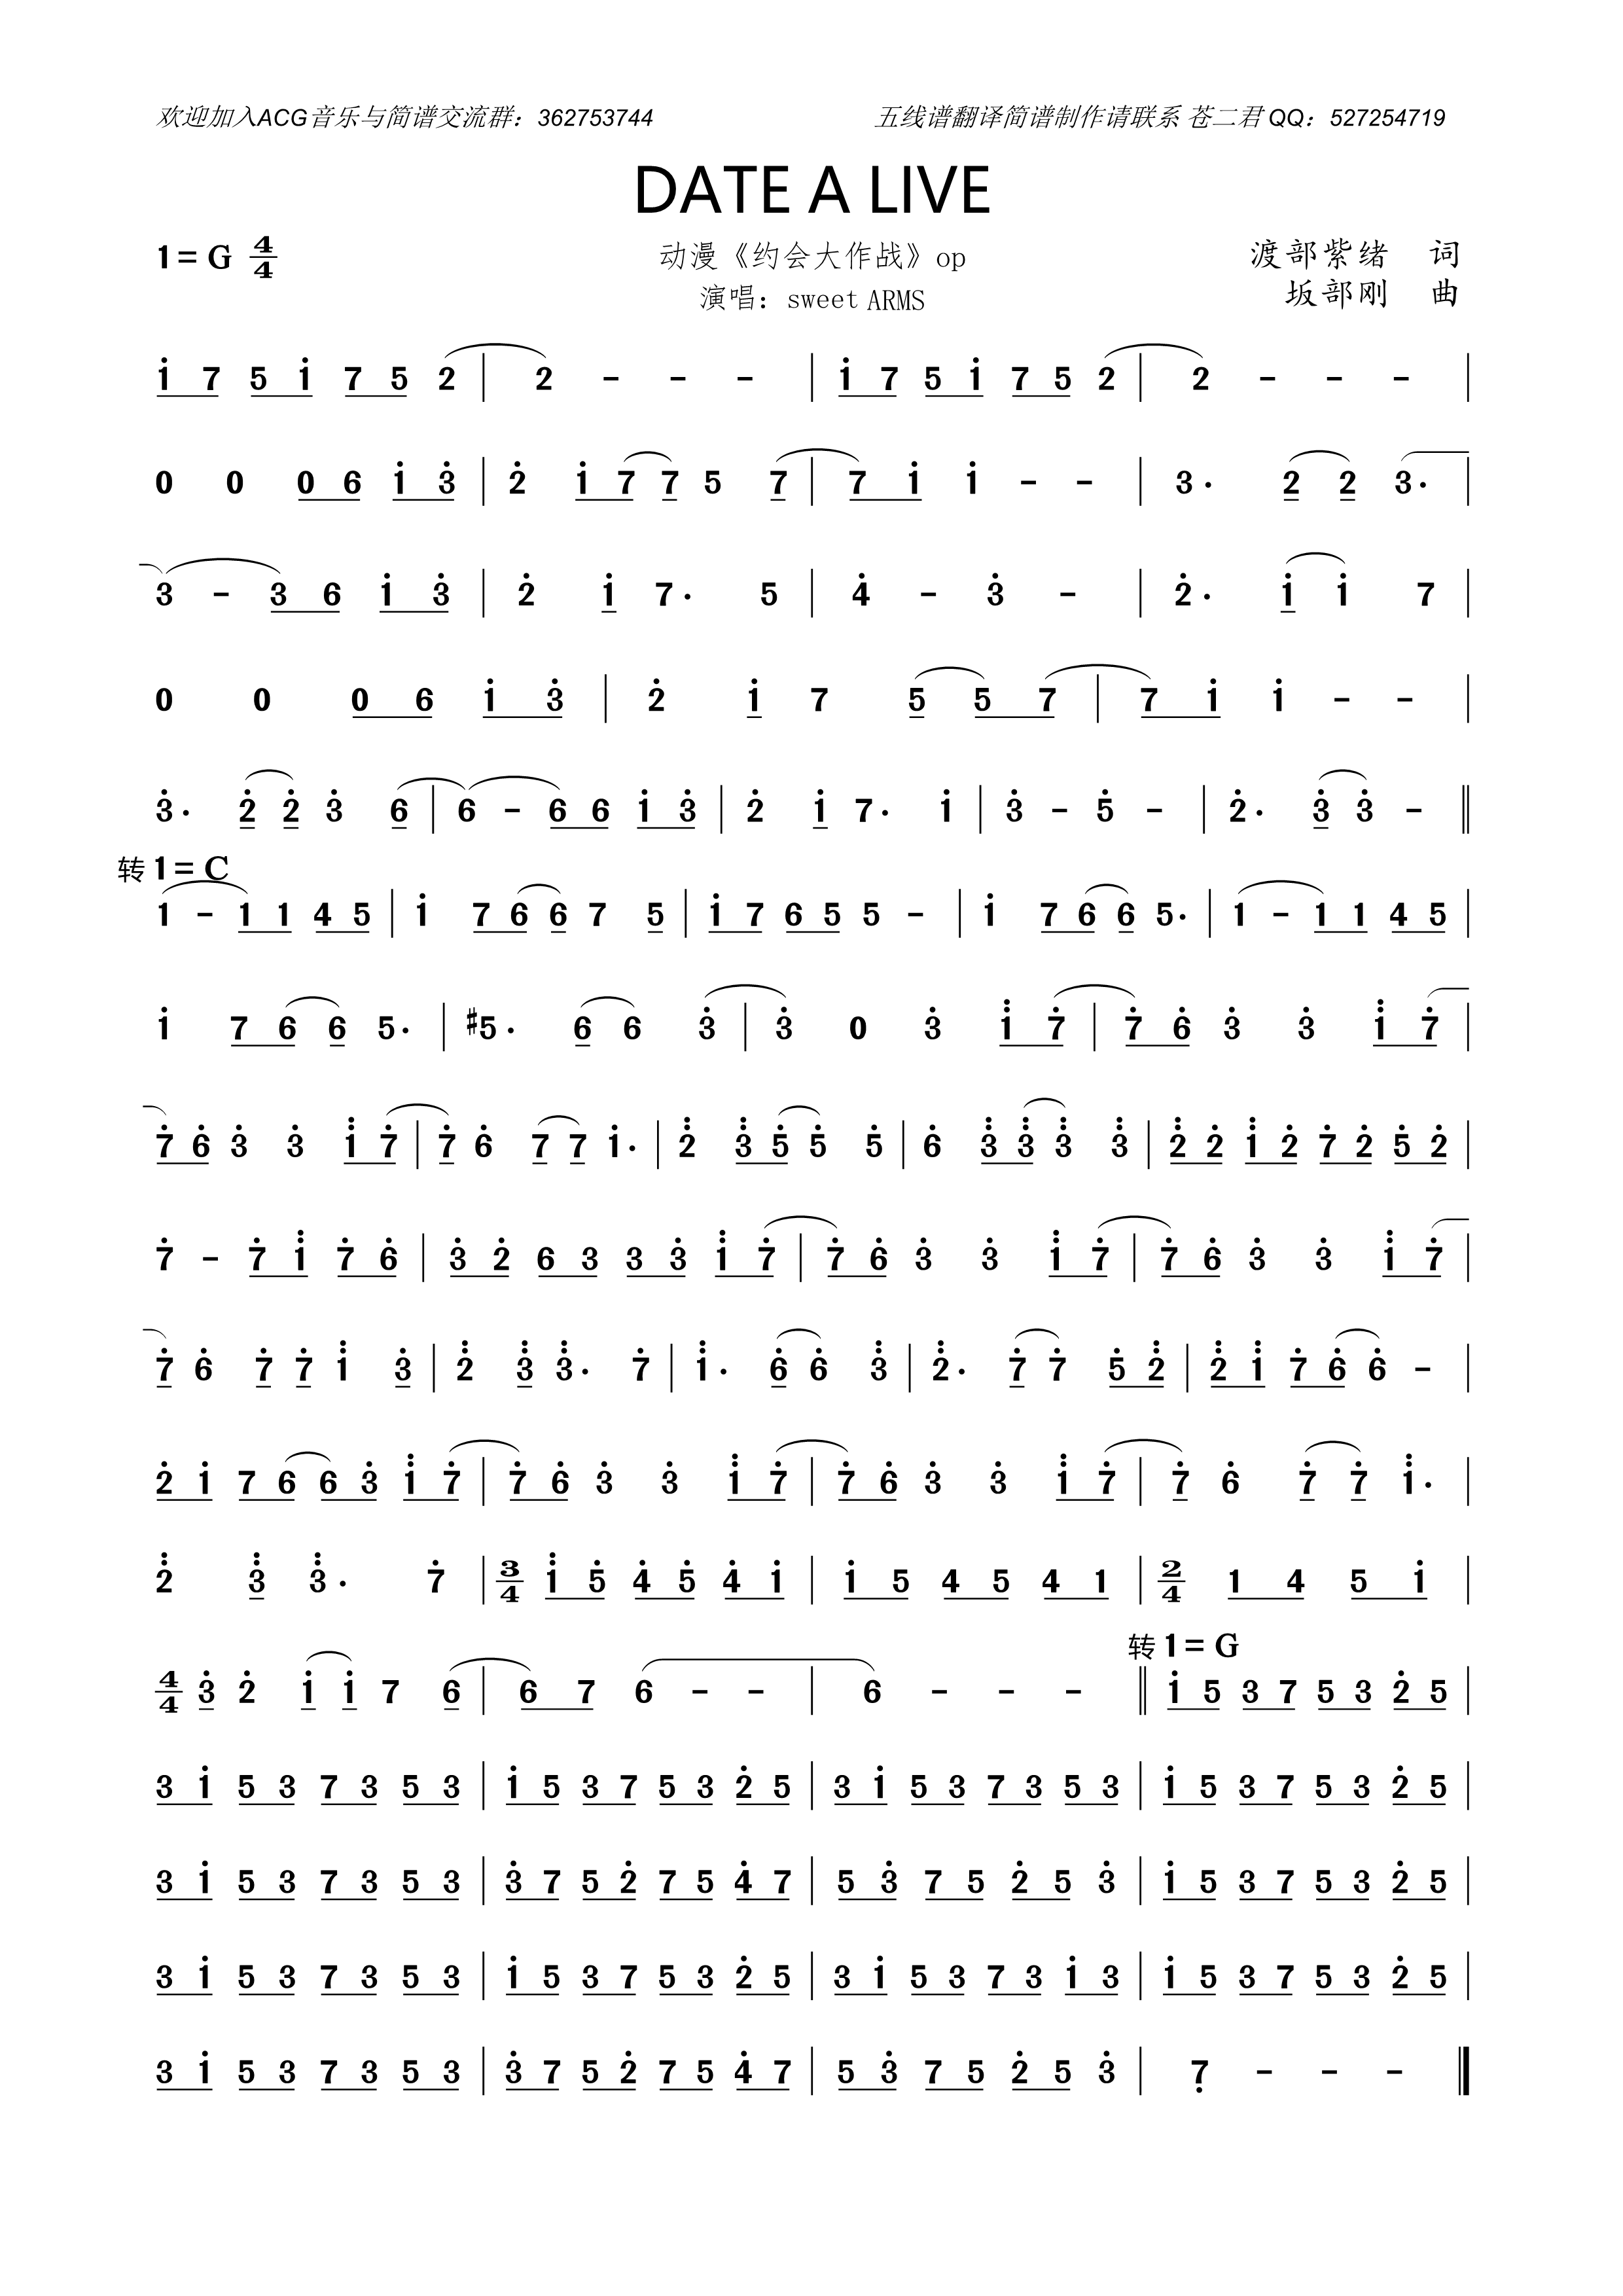 欢迎加入ACG音乐与简谱交流群：362753744 五线谱翻译简谱制作请联系 苍二君 QQ：527254719
DATE A LIVE
1= G 4/4 动漫《约会大作战》op 渡部紫绪 词
演唱：sweet ARMS 坂部刚 曲
i 7 5 i 7 5 2 | 2 - - - | i 7 5 i 7 5 2 | 2 - - - |
0 0 0 6 i 3̇ | 2̇ i 7 7 5 7 | 7 i i - - | 3 · 2 2 3 · |
3 - 3 6 i 3̇ | 2̇ i 7 · 5 | 4̇ - 3̇ - | 2̇ · i i 7 |
0 0 0 6 i 3̇ | 2̇ i 7 5 5 7 | 7 i i - - |
3̇ · 2̇ 2̇ 3̇ 6 | 6 - 6 6 i 3̇ | 2̇ i 7 · i | 3̇ - 5̇ - | 2̇ · 3̇ 3̇ - ||
转 1= C
1 - 1 1 4 5 | i 7 6 6 7 5 | i 7 6 5 5 - | i 7 6 6 5 · | 1 - 1 1 4 5 |
i 7 6 6 5 · | #5 · 6 6 3̇ | 3̇ 0 3̇ 1̈ 7̇ | 7̇ 6̇ 3̇ 3̇ 1̈ 7̇ |
7̇ 6̇ 3̇ 3̇ 1̈ 7̇ | 7̇ 6̇ 7̇ 7̇ 1̈ · | 2̈ 3̈ 5̇ 5̇ 5̇ | 6̇ 3̈ 3̈ 3̈ 3̈ | 2̈ 2̇ 1̈ 2̇ 7̇ 2̇ 5̇ 2̇ |
7̇ - 7̇ 1̈ 7̇ 6̇ | 3̇ 2̇ 6 3 3 3̇ 1̈ 7̇ | 7̇ 6̇ 3̇ 3̇ 1̈ 7̇ | 7̇ 6̇ 3̇ 3̇ 1̈ 7̇ |
7̇ 6̇ 7̇ 7̇ 1̈ 3̇ | 2̈ 3̈ 3̈ · 7̇ | 1̈ · 6̇ 6̇ 3̈ | 2̈ · 7̇ 7̇ 5̇ 2̈ | 2̈ 1̈ 7̇ 6̇ 6̇ - |
2̇ i 7 6 6 3̇ 1̈ 7̇ | 7̇ 6̇ 3̇ 3̇ 1̈ 7̇ | 7̇ 6̇ 3̇ 3̇ 1̈ 7̇ | 7̇ 6̇ 7̇ 7̇ 1̈ · |
2̈ 3̈ 3̈ · 7̇ | 3/4 1̈ 5̇ 4̇ 5̇ 4̇ i | i 5 4 5 4 1 | 2/4 1 4 5 i |
转 1= G
4/4 3̇ 2̇ i i 7 6 | 6 7 6 - - | 6 - - - || i 5 3 7 5 3 2̇ 5 |
3 i 5 3 7 3 5 3 | i 5 3 7 5 3 2̇ 5 | 3 i 5 3 7 3 5 3 | i 5 3 7 5 3 2̇ 5 |
3 i 5 3 7 3 5 3 | 3̇ 7 5 2̇ 7 5 4̇ 7 | 5 3̇ 7 5 2̇ 5 3̇ | i 5 3 7 5 3 2̇ 5 |
3 i 5 3 7 3 5 3 | i 5 3 7 5 3 2̇ 5 | 3 i 5 3 7 3 i 3 | i 5 3 7 5 3 2̇ 5 |
3 i 5 3 7 3 5 3 | 3̇ 7 5 2̇ 7 5 4̇ 7 | 5 3̇ 7 5 2̇ 5 3̇ | 7̣ - - - ||